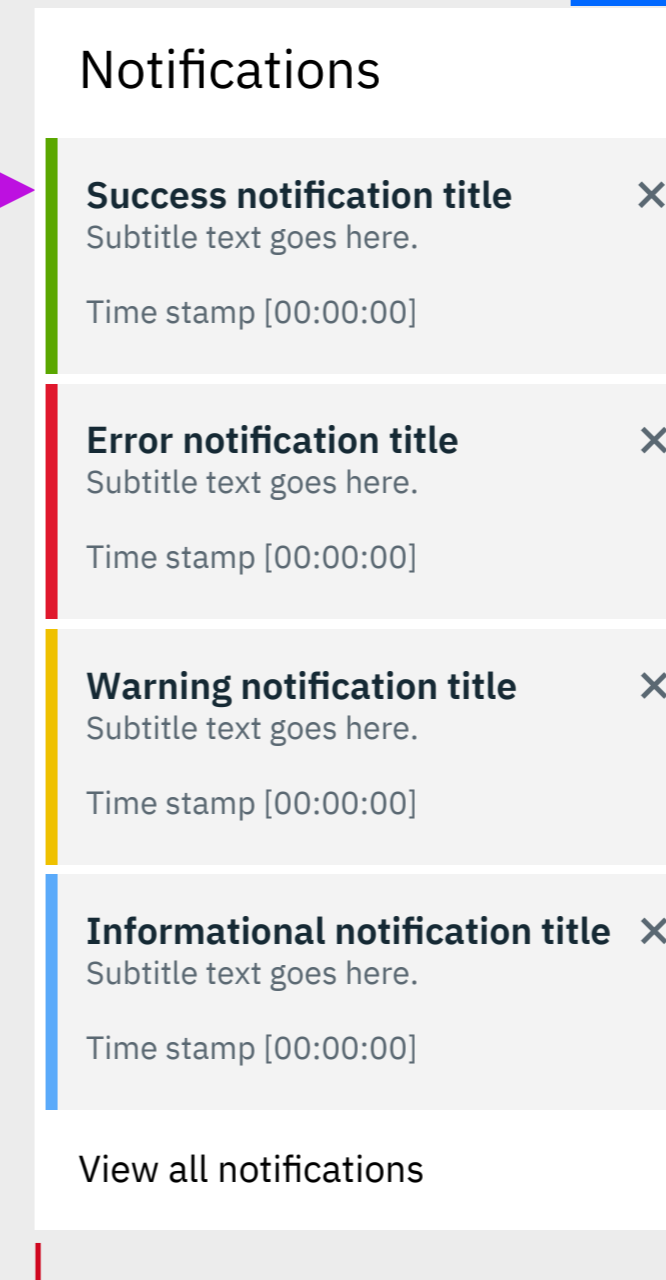 Notifications
Success notification title
Subtitle text goes here.
Time stamp [00:00:00]
Error notification title
Subtitle text goes here.
Time stamp [00:00:00]
Warning notification title
Subtitle text goes here.
Time stamp [00:00:00]
Informational notification title
Subtitle text goes here.
Time stamp [00:00:00]
View all notifications